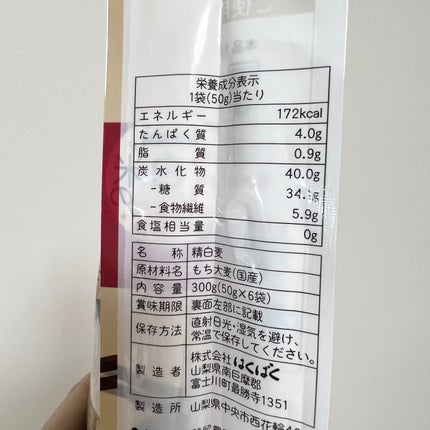 栄養成分表示
1袋(50g)当たり
エネルギー 172kcal
たんぱく質 4.0g
脂質 0.9g
炭水化物 40.0g
-糖質 34.1g
-食物繊維 5.9g
食塩相当量 0g
名称 精白麦
原材料名 もち大麦(国産)
内容量 300g(50g×6袋)
賞味期限 裏面左部に記載
保存方法 直射日光・湿気を避け、
常温で保存してください。
製造者 株式会社はくばく
山梨県南巨摩郡
富士川町最勝寺1351
製造所 山梨県中央市西花輪4